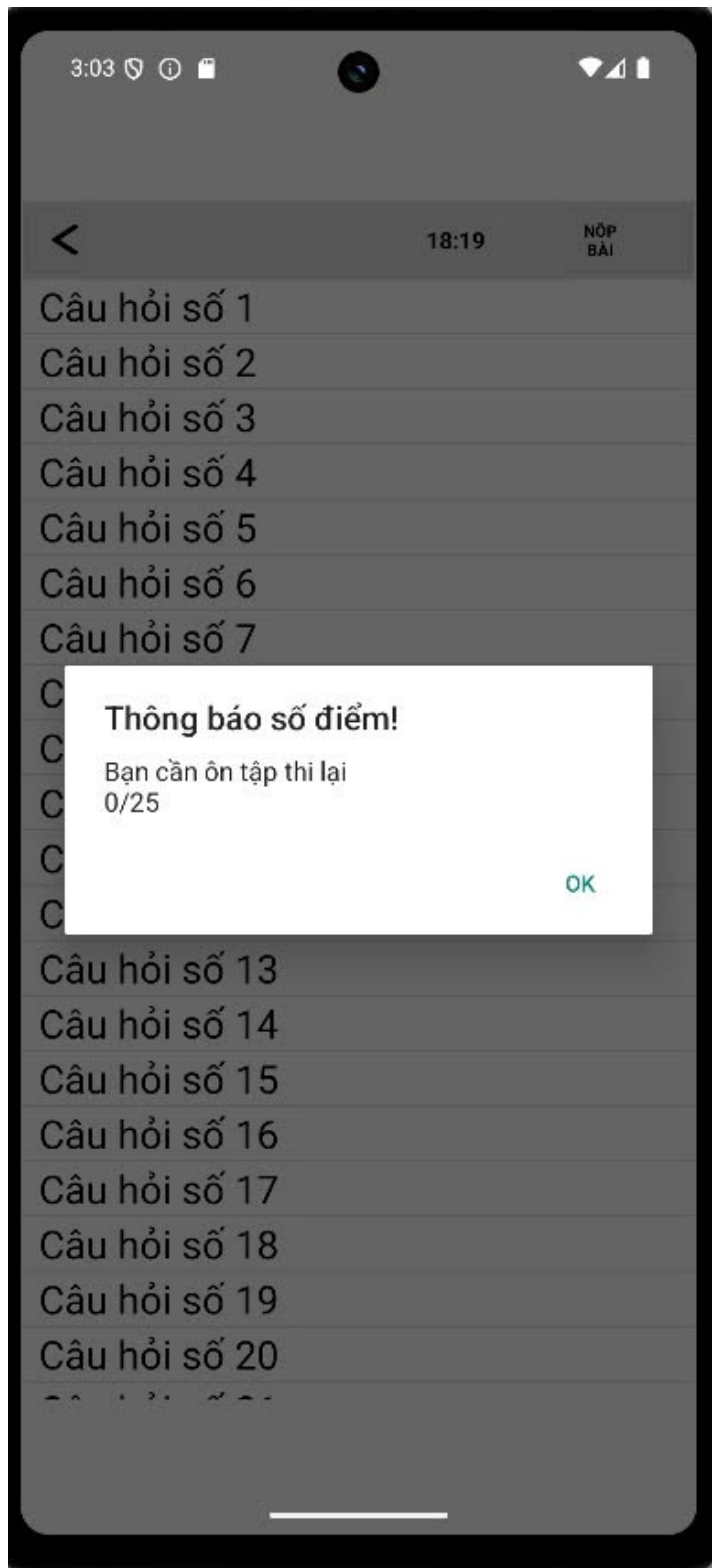 3:03
18:19
NỘP
BÀI
Câu hỏi số 1
Câu hỏi số 2
Câu hỏi số 3
Câu hỏi số 4
Câu hỏi số 5
Câu hỏi số 6
Câu hỏi số 7
C
C
C
C
C
Thông báo số điểm!
Bạn cần ôn tập thi lại
0/25
OK
Câu hỏi số 13
Câu hỏi số 14
Câu hỏi số 15
Câu hỏi số 16
Câu hỏi số 17
Câu hỏi số 18
Câu hỏi số 19
Câu hỏi số 20